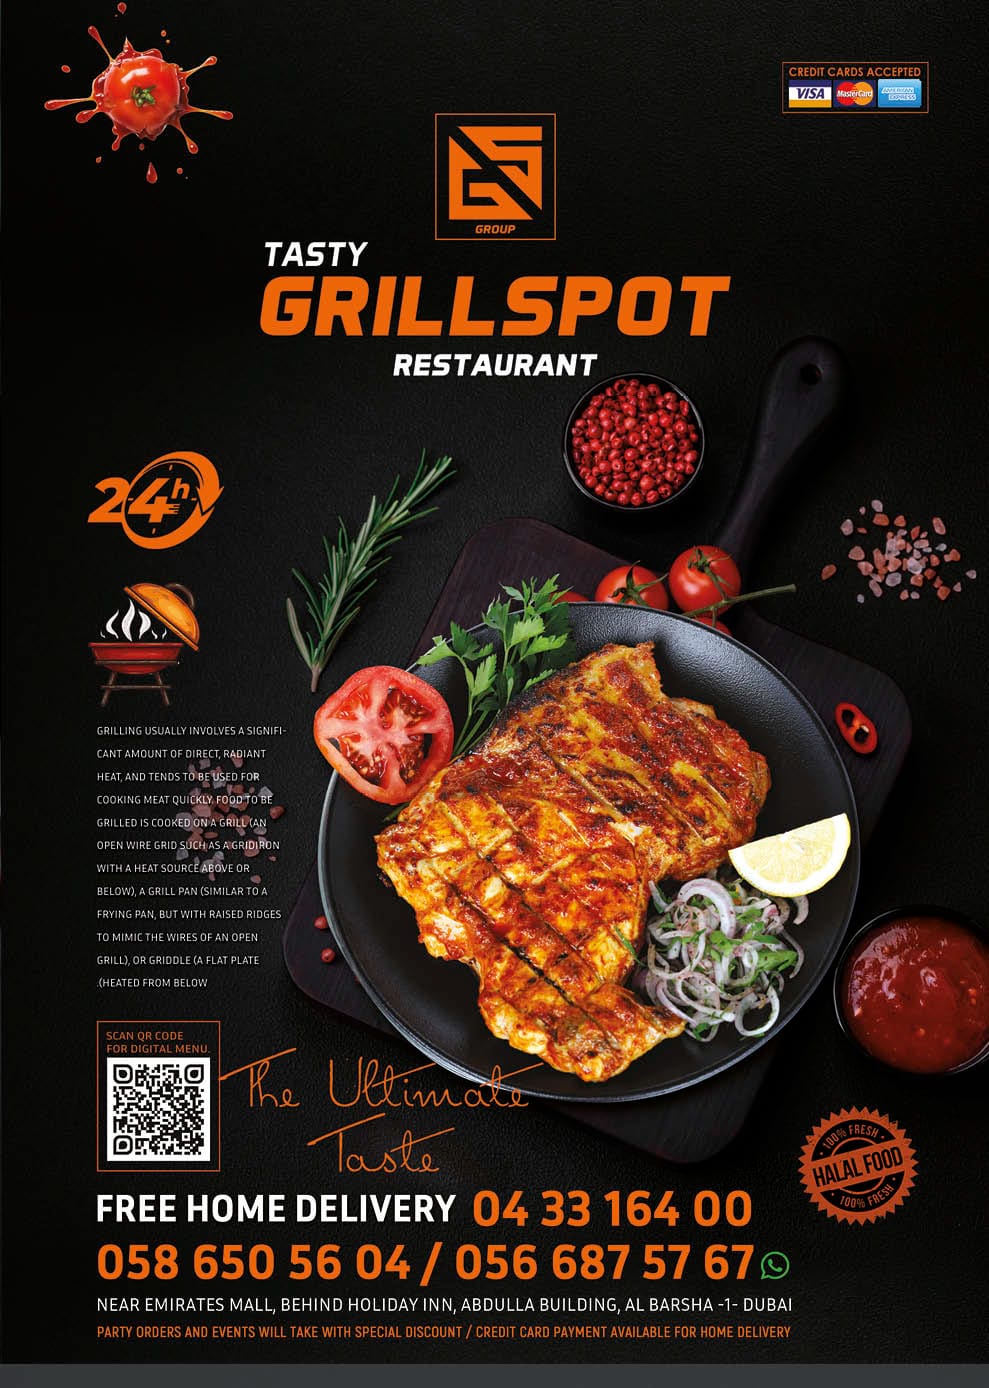 CREDIT CARDS ACCEPTED
VISA MasterCard AMERICAN EXPRESS
GS
GROUP
TASTY
GRILLSPOT
RESTAURANT
24h
GRILLING USUALLY INVOLVES A SIGNIFI-
CANT AMOUNT OF DIRECT, RADIANT
HEAT, AND TENDS TO BE USED FOR
COOKING MEAT QUICKLY. FOOD TO BE
GRILLED IS COOKED ON A GRILL (AN
OPEN WIRE GRID SUCH AS A GRIDIRON
WITH A HEAT SOURCE ABOVE OR
BELOW), A GRILL PAN (SIMILAR TO A
FRYING PAN, BUT WITH RAISED RIDGES
TO MIMIC THE WIRES OF AN OPEN
GRILL), OR GRIDDLE (A FLAT PLATE
.(HEATED FROM BELOW
SCAN QR CODE
FOR DIGITAL MENU.
The Ultimate
Taste
100% FRESH
HALAL FOOD
100% FRESH
FREE HOME DELIVERY 04 33 164 00
058 650 56 04 / 056 687 57 67
NEAR EMIRATES MALL, BEHIND HOLIDAY INN, ABDULLA BUILDING, AL BARSHA -1- DUBAI
PARTY ORDERS AND EVENTS WILL TAKE WITH SPECIAL DISCOUNT / CREDIT CARD PAYMENT AVAILABLE FOR HOME DELIVERY